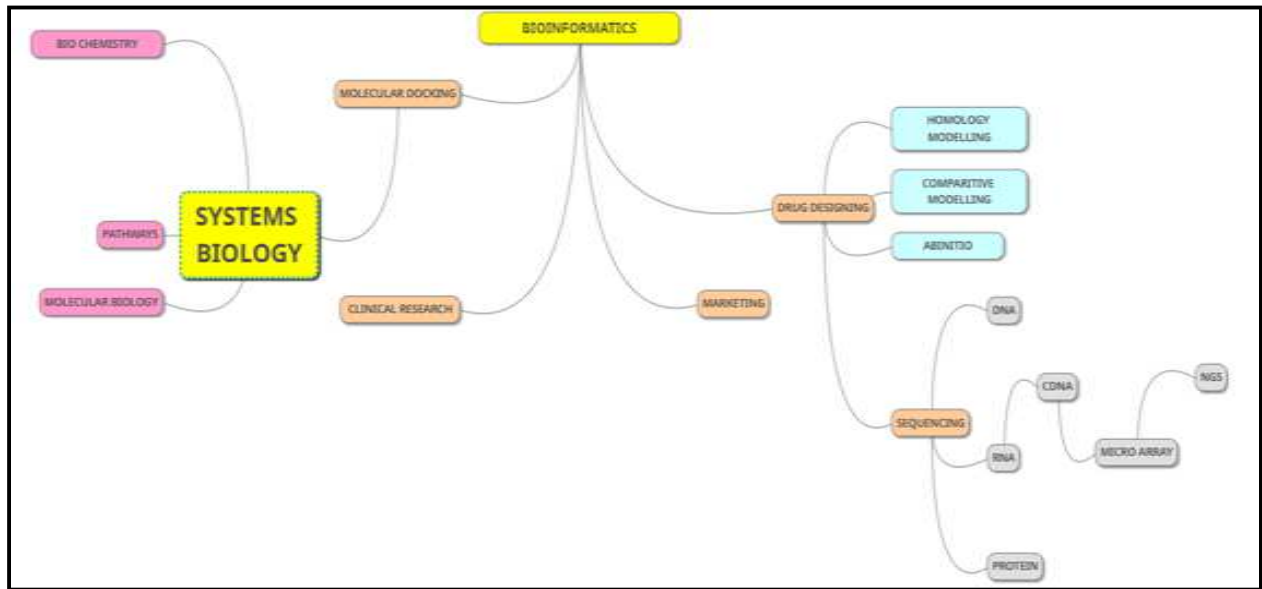 BIOINFORMATICS
BIO CHEMISTRY
MOLECULAR DOCKING
SYSTEMS
BIOLOGY
PATHWAYS
MOLECULAR BIOLOGY
CLINICAL RESEARCH
MARKETING
DRUG DESIGNING
HOMOLOGY
MODELLING
COMPARITIVE
MODELLING
ABINITIO
SEQUENCING
DNA
RNA
CDNA
MICRO ARRAY
NGS
PROTEIN